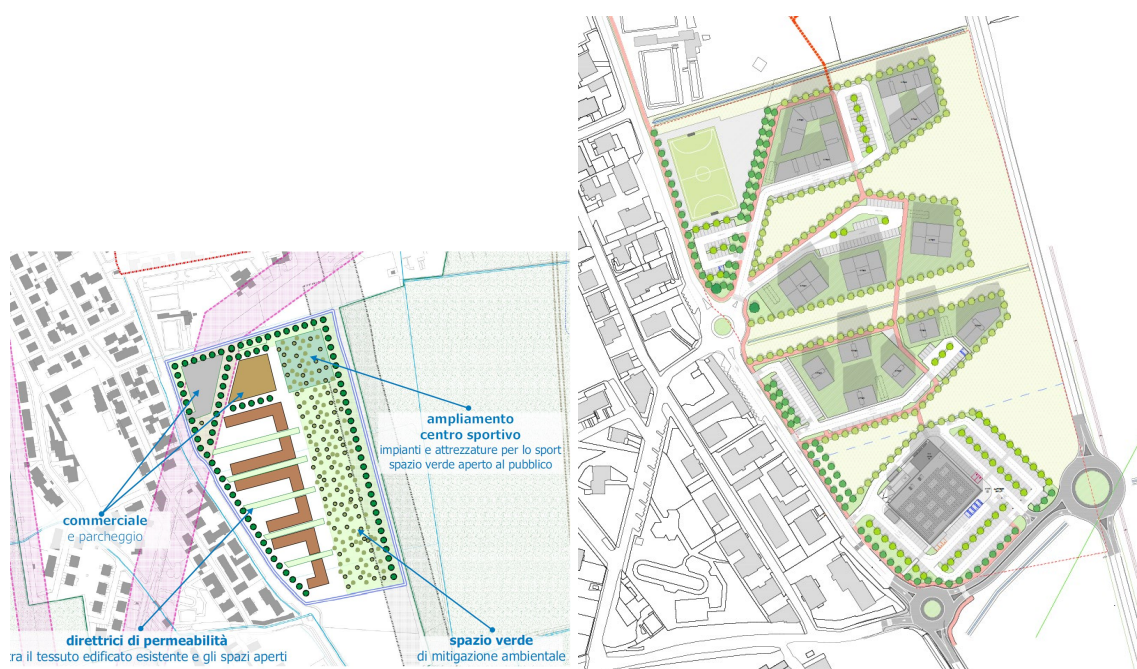 ampliamento
centro sportivo
impianti e attrezzature per lo sport
spazio verde aperto al pubblico
commerciale
e parcheggio
direttrici di permeabilità
tra il tessuto edificato esistente e gli spazi aperti
spazio verde
di mitigazione ambientale